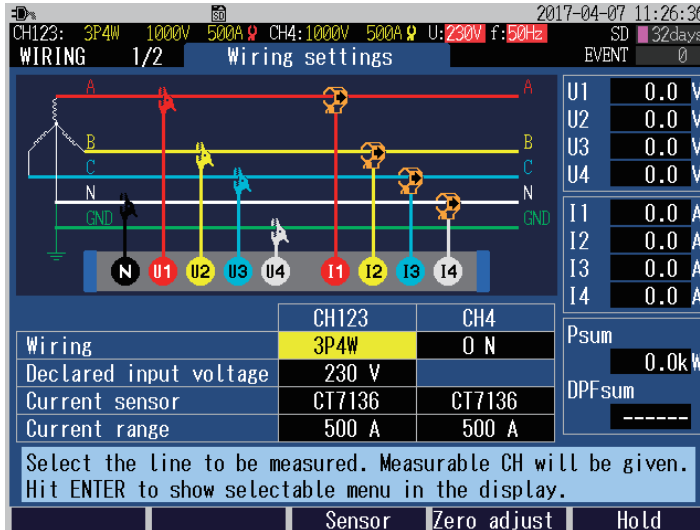 SD 2017-04-07 11:26:36
CH123: 3P4W 1000V 500A CH4:1000V 500A U:230V f:50Hz SD 32days
WIRING 1/2 Wiring settings EVENT 0
A A
B B
C C
N
GND GND
N U1 U2 U3 U4 I1 I2 I3 I4
U1 0.0 V
U2 0.0 V
U3 0.0 V
U4 0.0 V
I1 0.0 A
I2 0.0 A
I3 0.0 A
I4 0.0 A
Psum
0.0kW
DPFsum
------
CH123 CH4
Wiring 3P4W ON
Declared input voltage 230 V
Current sensor CT7136 CT7136
Current range 500 A 500 A
Select the line to be measured. Measurable CH will be given.
Hit ENTER to show selectable menu in the display.
Sensor Zero adjust Hold